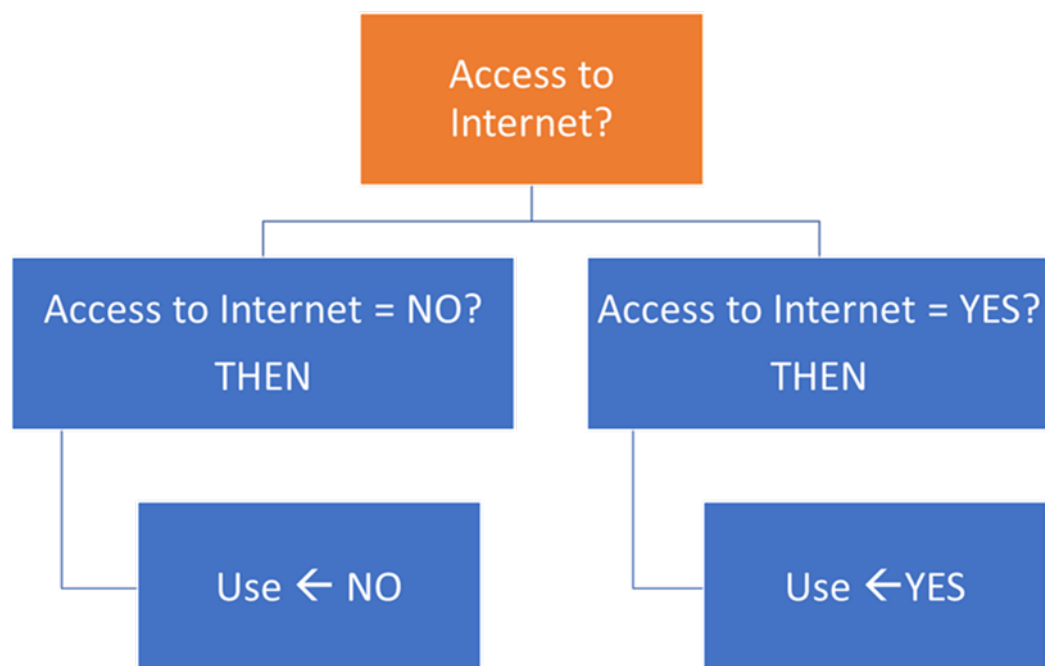 Access to
Internet?
Access to Internet = NO?
THEN
Access to Internet = YES?
THEN
Use ← NO
Use ←YES